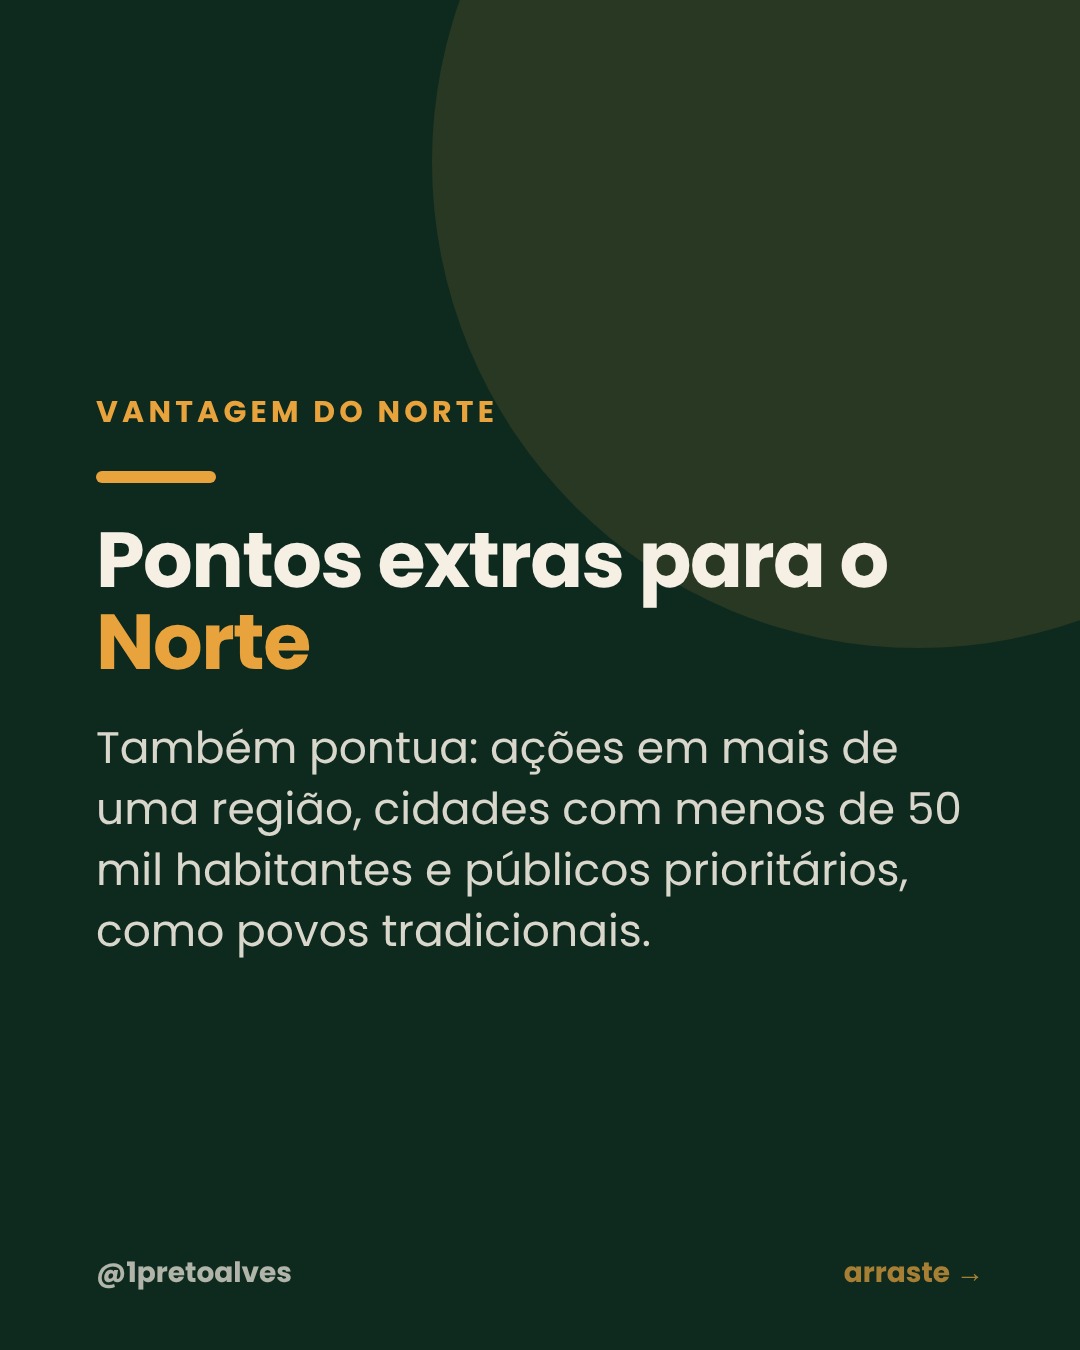 VANTAGEM DO NORTE
Pontos extras para o
Norte
Também pontua: ações em mais de
uma região, cidades com menos de 50
mil habitantes e públicos prioritários,
como povos tradicionais.
@1pretoalves
arraste →